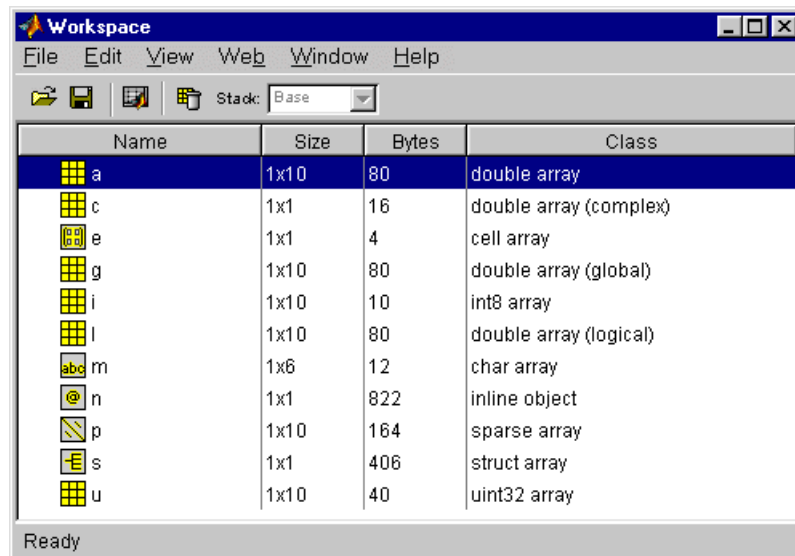 Workspace
File Edit View Web Window Help
Stack: Base
Name Size Bytes Class
a 1x10 80 double array
c 1x1 16 double array (complex)
e 1x1 4 cell array
g 1x10 80 double array (global)
i 1x10 10 int8 array
l 1x10 80 double array (logical)
abc m 1x6 12 char array
@ n 1x1 822 inline object
p 1x10 164 sparse array
s 1x1 406 struct array
u 1x10 40 uint32 array
Ready